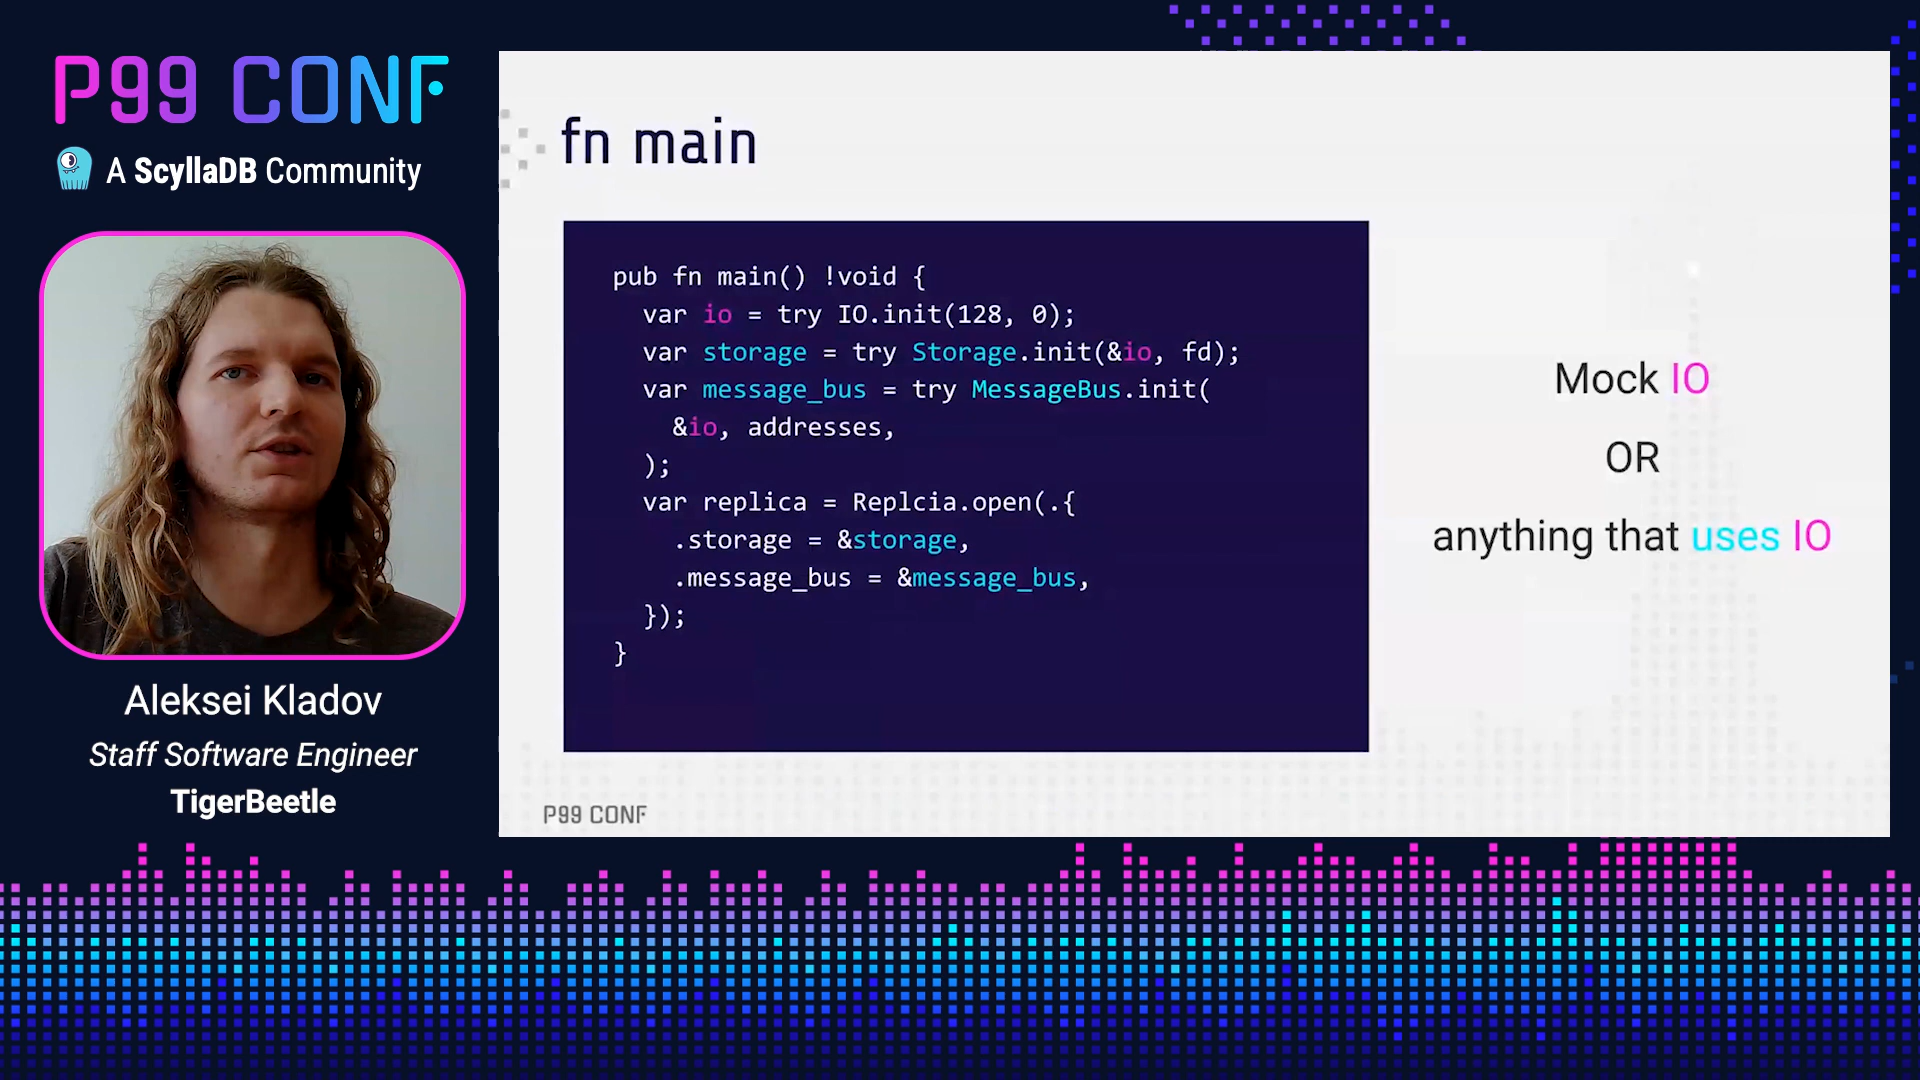 P99 CONF
A ScyllaDB Community
Aleksei Kladov
Staff Software Engineer
TigerBeetle
fn main
pub fn main() !void {
var io = try IO.init(128, 0);
var storage = try Storage.init(&io, fd);
var message_bus = try MessageBus.init(
&io, addresses,
);
var replica = Replcia.open(.{
.storage = &storage,
.message_bus = &message_bus,
});
}
Mock IO
OR
anything that uses IO
P99 CONF